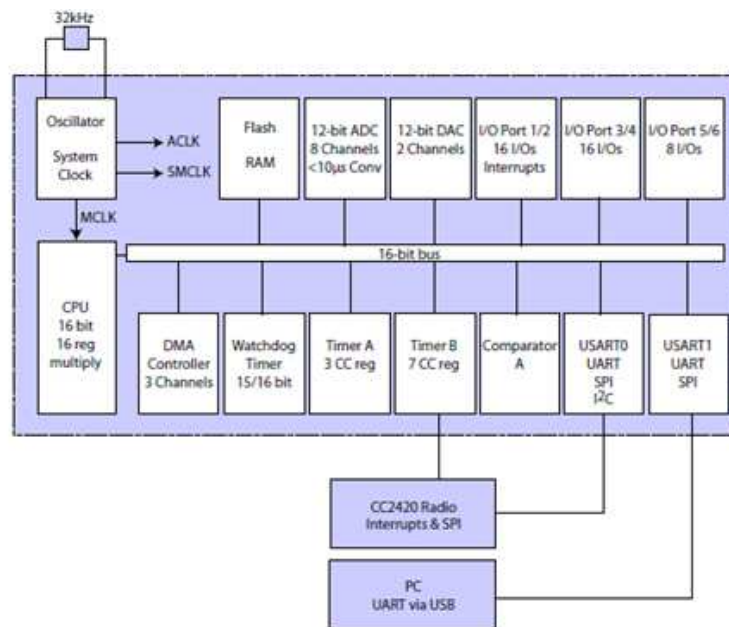 32kHz
Oscillator
System
Clock
ACLK
SMCLK
MCLK
Flash
RAM
12-bit ADC
8 Channels
<10µs Conv
12-bit DAC
2 Channels
I/O Port 1/2
16 I/Os
Interrupts
I/O Port 3/4
16 I/Os
I/O Port 5/6
8 I/Os
16-bit bus
CPU
16 bit
16 reg
multiply
DMA
Controller
3 Channels
Watchdog
Timer
15/16 bit
Timer A
3 CC reg
Timer B
7 CC reg
Comparator
A
USART0
UART
SPI
I²C
USART1
UART
SPI
CC2420 Radio
Interrupts & SPI
PC
UART via USB